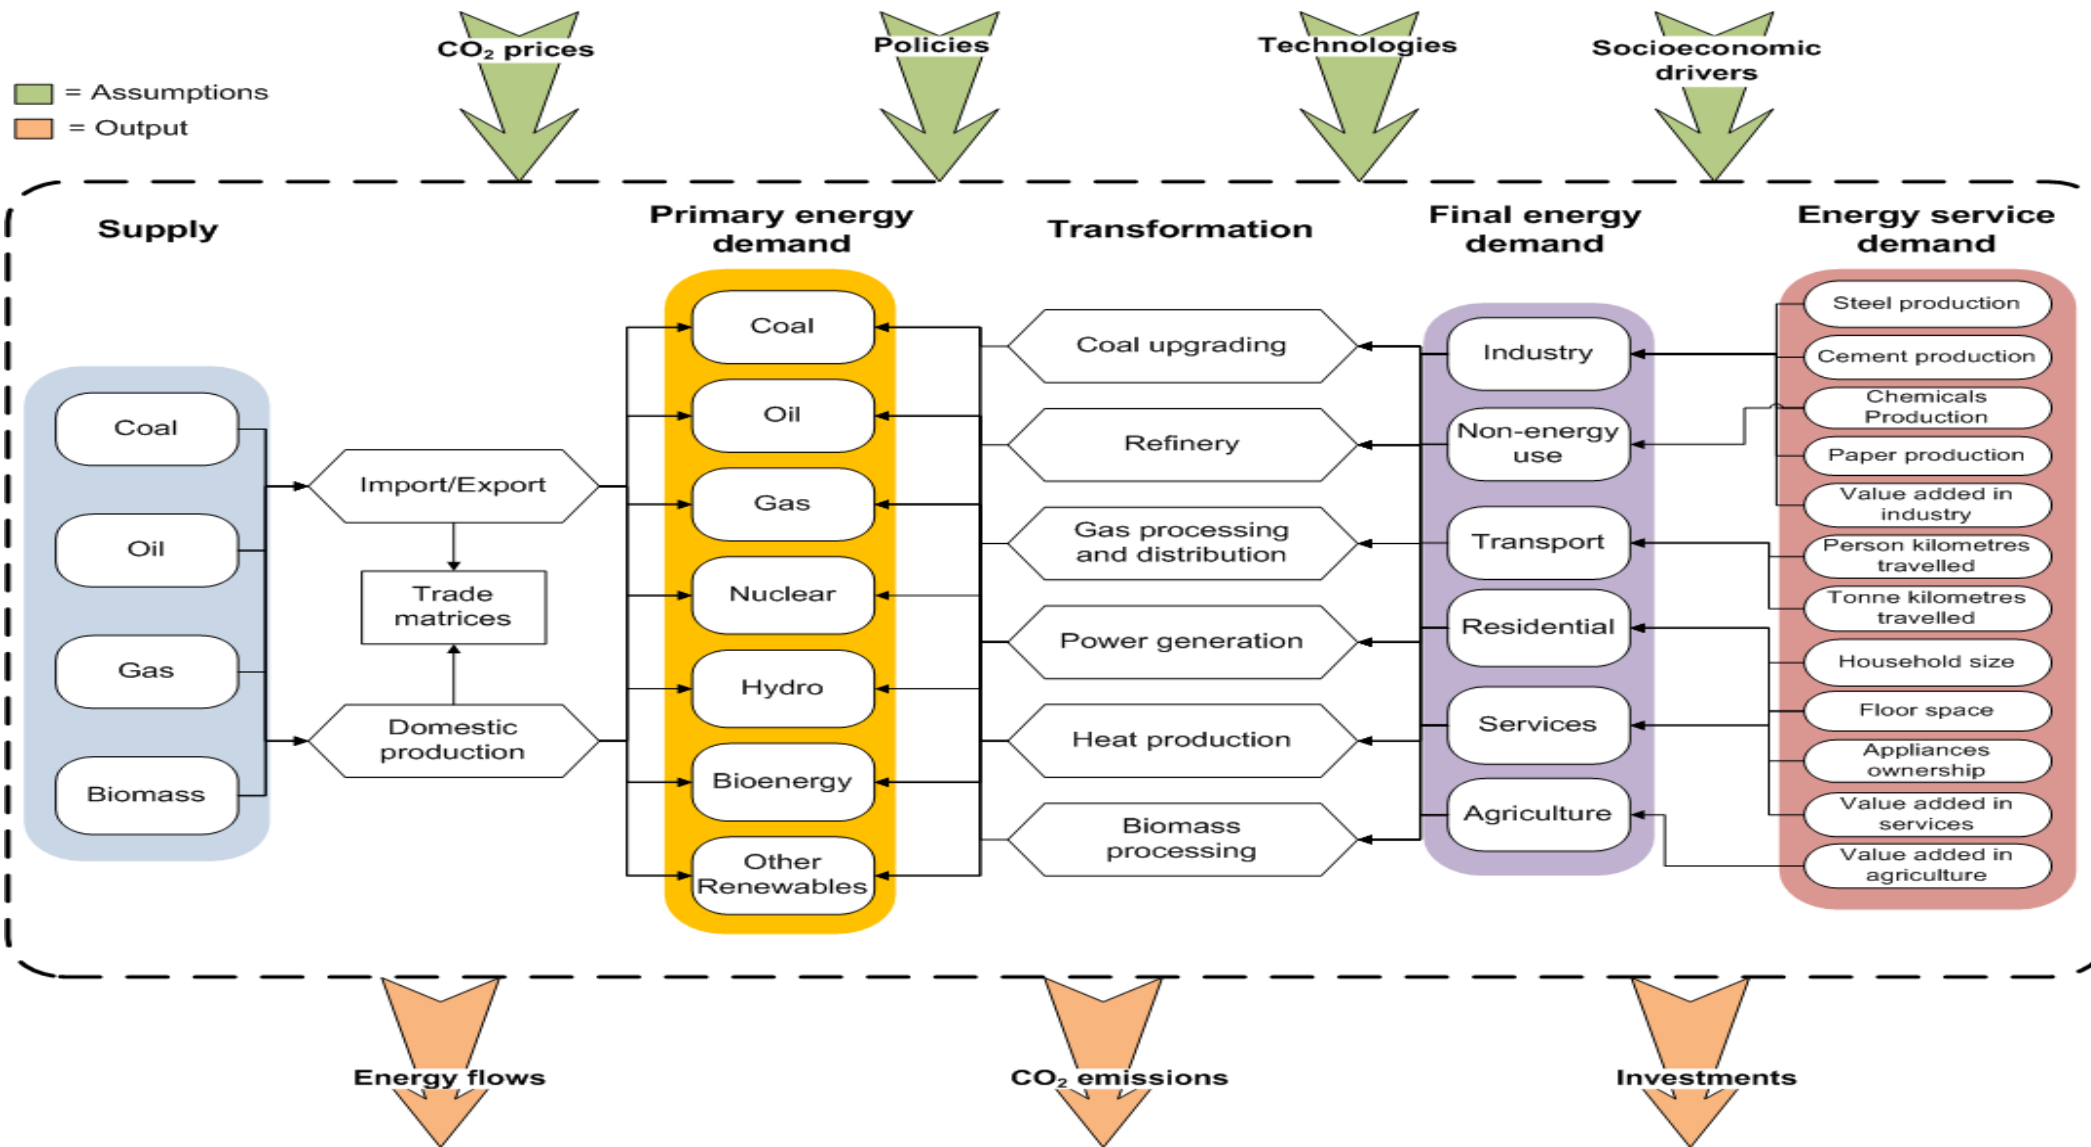 CO₂ prices
Policies
Technologies
Socioeconomic
drivers
= Assumptions
= Output
Supply
Primary energy
demand
Transformation
Final energy
demand
Energy service
demand
Coal
Oil
Gas
Biomass
Import/Export
Trade
matrices
Domestic
production
Coal
Oil
Gas
Nuclear
Hydro
Bioenergy
Other
Renewables
Coal upgrading
Refinery
Gas processing
and distribution
Power generation
Heat production
Biomass
processing
Industry
Non-energy
use
Transport
Residential
Services
Agriculture
Steel production
Cement production
Chemicals
Production
Paper production
Value added in
industry
Person kilometres
travelled
Tonne kilometres
travelled
Household size
Floor space
Appliances
ownership
Value added in
services
Value added in
agriculture
Energy flows
CO₂ emissions
Investments